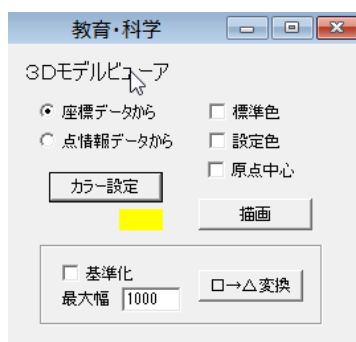 教育・科学
3Dモデルビューア
座標データから
標準色
点情報データから
設定色
原点中心
カラー設定
描画
基準化
最大幅 1000
□→△変換